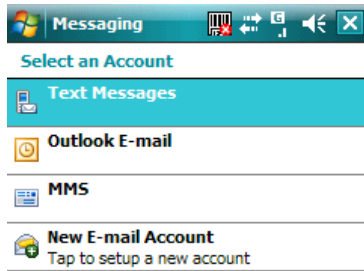 Messaging
G
Select an Account
Text Messages
Outlook E-mail
MMS
New E-mail Account
Tap to setup a new account